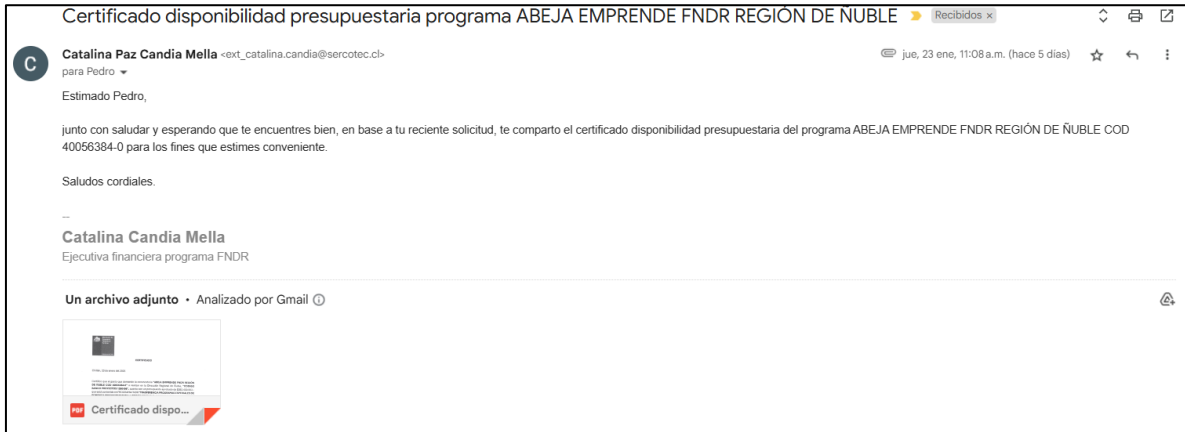 Certificado disponibilidad presupuestaria programa ABEJA EMPRENDE FNDR REGIÓN DE ÑUBLE Recibidos x
C
Catalina Paz Candia Mella <ext_catalina.candia@sercotec.cl> jue, 23 ene, 11:08 a.m. (hace 5 días)
para Pedro
Estimado Pedro,
junto con saludar y esperando que te encuentres bien, en base a tu reciente solicitud, te comparto el certificado disponibilidad presupuestaria del programa ABEJA EMPRENDE FNDR REGIÓN DE ÑUBLE COD
40056384-0 para los fines que estimes conveniente.
Saludos cordiales.
--
Catalina Candia Mella
Ejecutiva financiera programa FNDR
Un archivo adjunto • Analizado por Gmail
CERTIFICADO
PDF Certificado dispo...